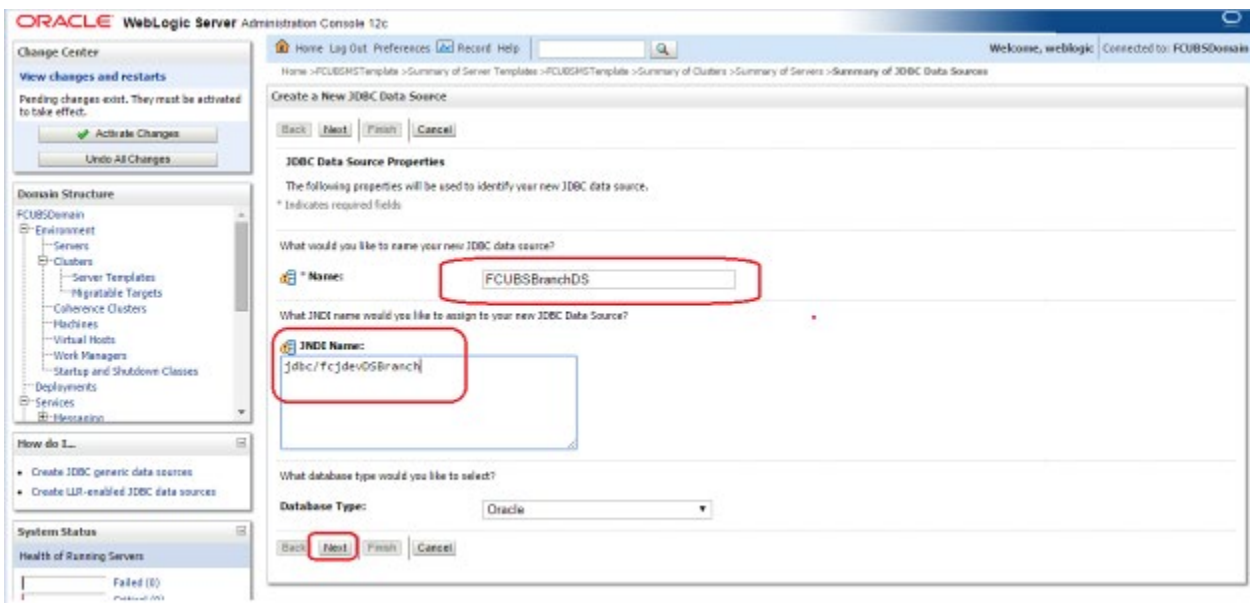 ORACLE WebLogic Server Administration Console 12c
Change Center
View changes and restarts
Pending changes exist. They must be activated
to take effect.
Activate Changes
Undo All Changes
Domain Structure
FCUBSDomain
Environment
Servers
Clusters
Server Templates
Migratable Targets
Coherence Clusters
Machines
Virtual Hosts
Work Managers
Startup and Shutdown Classes
Deployments
Services
Messaging
How do I...
Create JDBC generic data sources
Create LLR-enabled JDBC data sources
System Status
Health of Running Servers
Failed (0)
Critical (0)
Home Log Out Preferences Record Help
Welcome, weblogic Connected to: FCUBSDomain
Home >FCUBSMSTemplate >Summary of Server Templates >FCUBSMSTemplate >Summary of Clusters >Summary of Servers >Summary of JDBC Data Sources
Create a New JDBC Data Source
Back Next Finish Cancel
JDBC Data Source Properties
The following properties will be used to identify your new JDBC data source.
* Indicates required fields
What would you like to name your new JDBC data source?
* Name: FCUBSBranchDS
What JNDI name would you like to assign to your new JDBC Data Source?
JNDI Name:
jdbc/fcjdevDSBranch
What database type would you like to select?
Database Type: Oracle
Back Next Finish Cancel